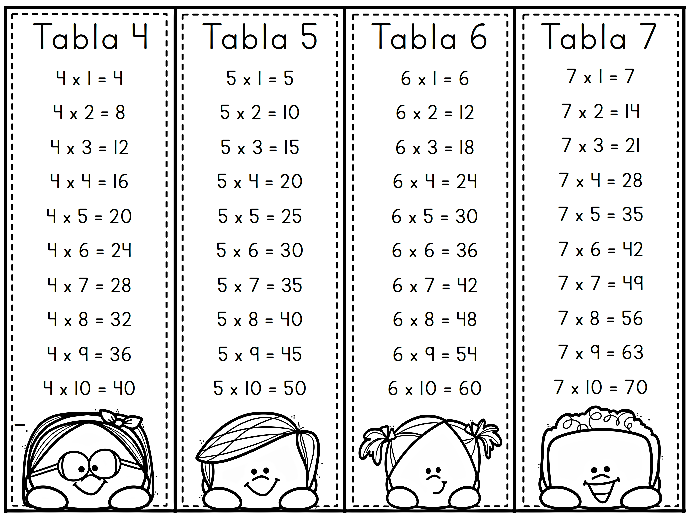 Tabla 4
4 x 1 = 4
4 x 2 = 8
4 x 3 = 12
4 x 4 = 16
4 x 5 = 20
4 x 6 = 24
4 x 7 = 28
4 x 8 = 32
4 x 9 = 36
4 x 10 = 40
Tabla 5
5 x 1 = 5
5 x 2 = 10
5 x 3 = 15
5 x 4 = 20
5 x 5 = 25
5 x 6 = 30
5 x 7 = 35
5 x 8 = 40
5 x 9 = 45
5 x 10 = 50
Tabla 6
6 x 1 = 6
6 x 2 = 12
6 x 3 = 18
6 x 4 = 24
6 x 5 = 30
6 x 6 = 36
6 x 7 = 42
6 x 8 = 48
6 x 9 = 54
6 x 10 = 60
Tabla 7
7 x 1 = 7
7 x 2 = 14
7 x 3 = 21
7 x 4 = 28
7 x 5 = 35
7 x 6 = 42
7 x 7 = 49
7 x 8 = 56
7 x 9 = 63
7 x 10 = 70